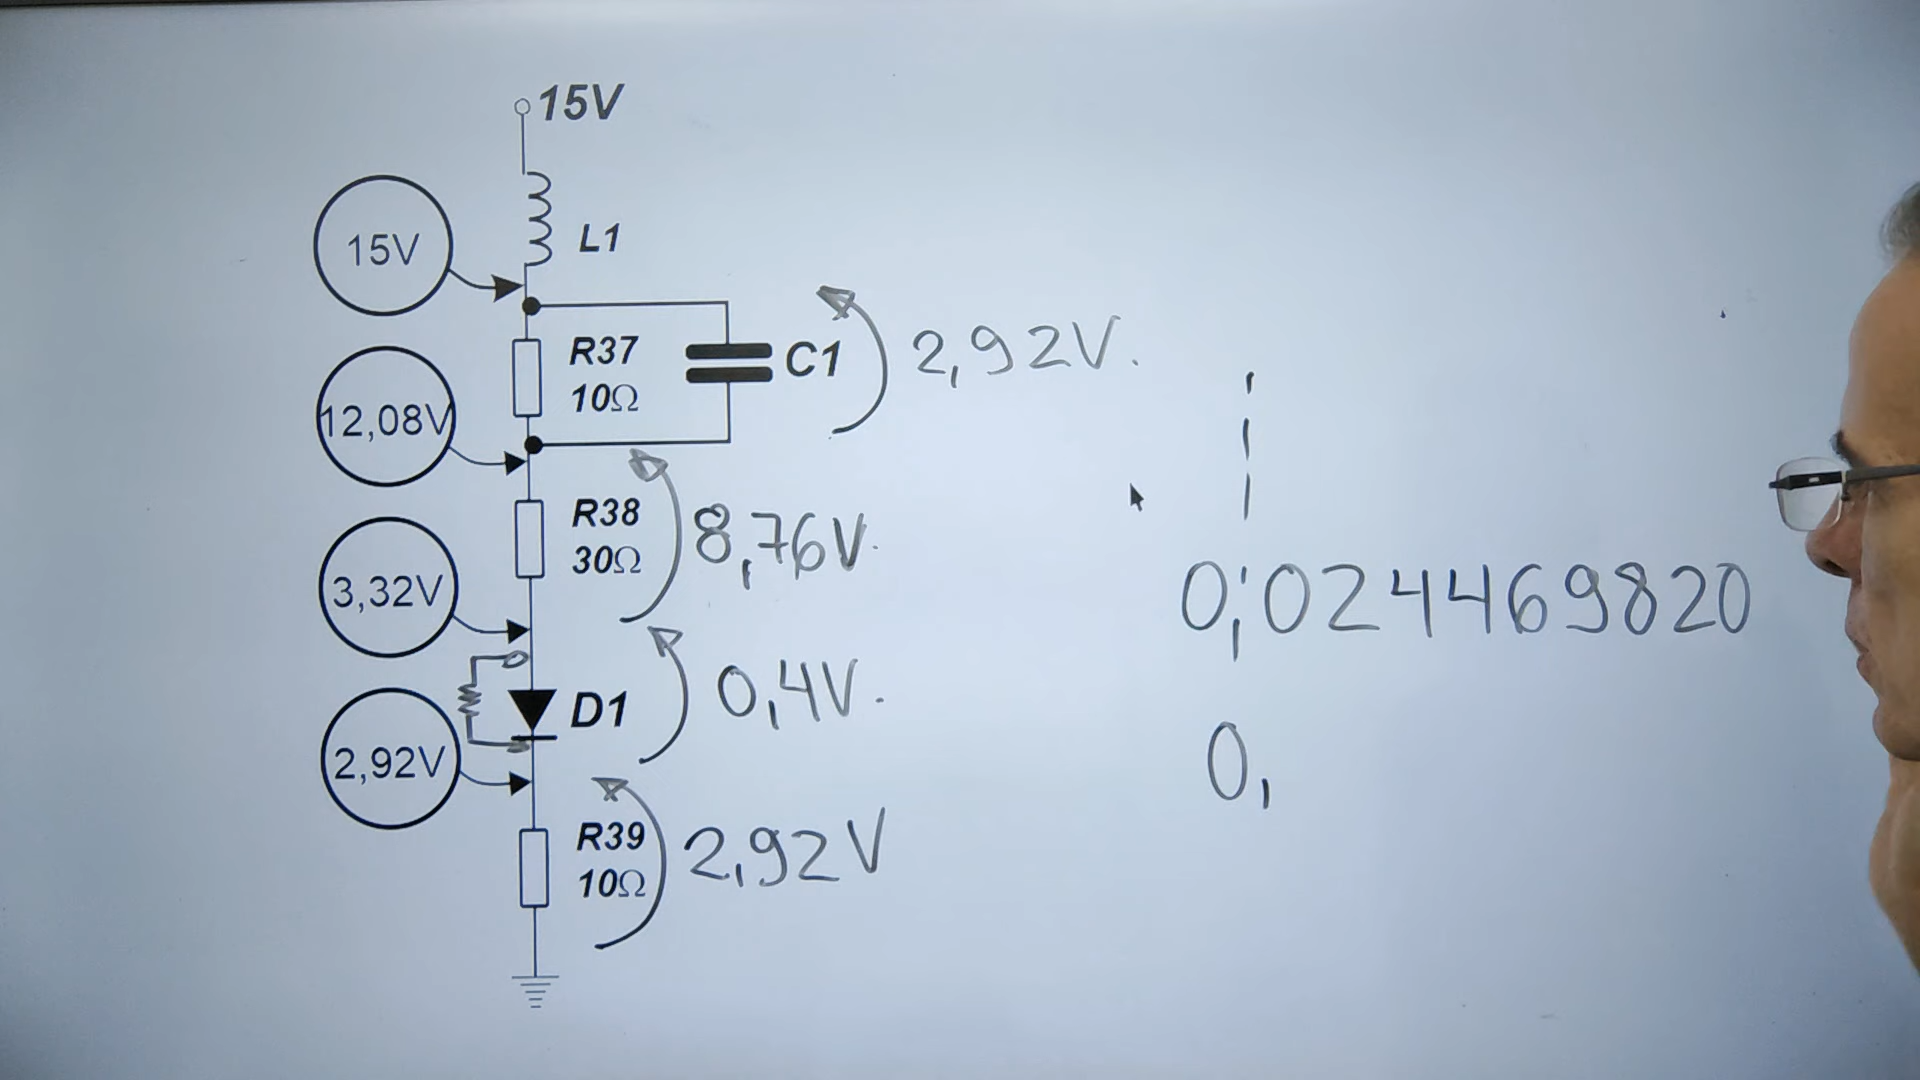 15V
15V
L1
R37
10Ω
C1
2,92V.
12,08V
R38
30Ω
8,76V.
3,32V
0,024469820
D1
0,4V.
2,92V
0,
R39
10Ω
2,92V